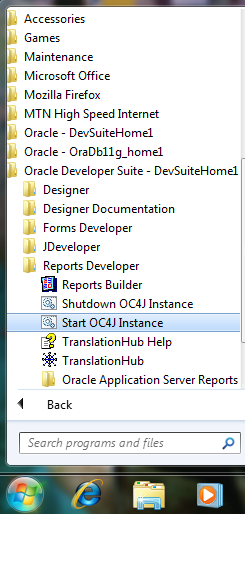 Accessories
Games
Maintenance
Microsoft Office
Mozilla Firefox
MTN High Speed Internet
Oracle - DevSuiteHome1
Oracle - OraDb11g_home1
Oracle Developer Suite - DevSuiteHome1
Designer
Designer Documentation
Forms Developer
JDeveloper
Reports Developer
Reports Builder
Shutdown OC4J Instance
Start OC4J Instance
TranslationHub Help
TranslationHub
Oracle Application Server Reports
Back
Search programs and files